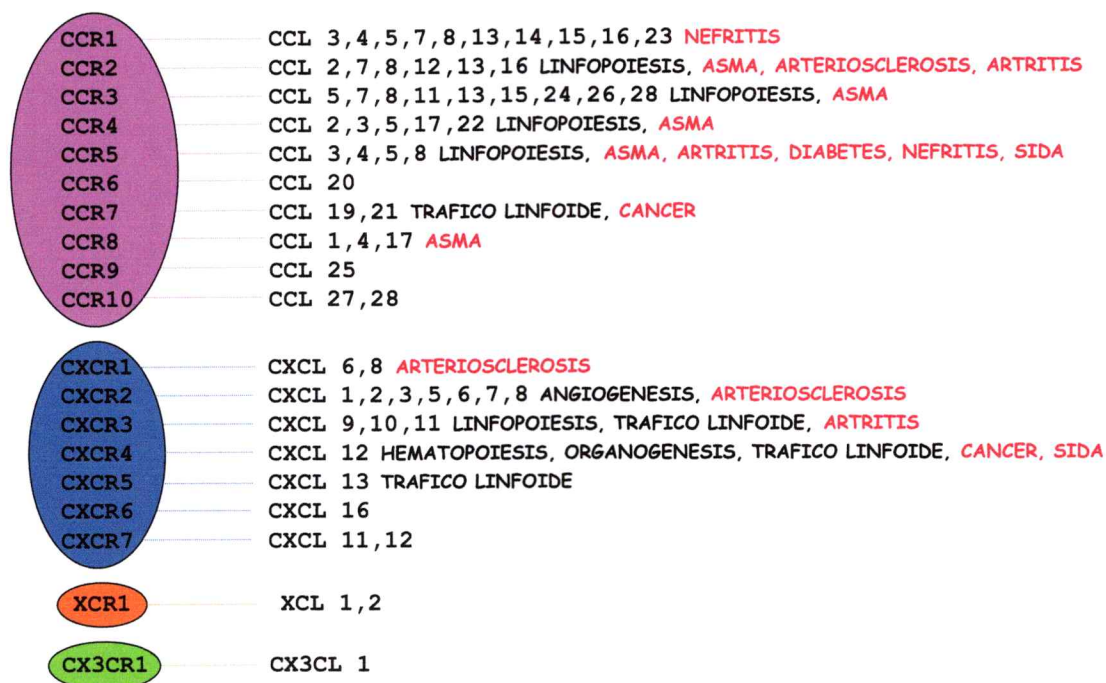 CCR1 CCL 3,4,5,7,8,13,14,15,16,23 NEFRITIS
CCR2 CCL 2,7,8,12,13,16 LINFOPOIESIS, ASMA, ARTERIOSCLEROSIS, ARTRITIS
CCR3 CCL 5,7,8,11,13,15,24,26,28 LINFOPOIESIS, ASMA
CCR4 CCL 2,3,5,17,22 LINFOPOIESIS, ASMA
CCR5 CCL 3,4,5,8 LINFOPOIESIS, ASMA, ARTRITIS, DIABETES, NEFRITIS, SIDA
CCR6 CCL 20
CCR7 CCL 19,21 TRAFICO LINFOIDE, CANCER
CCR8 CCL 1,4,17 ASMA
CCR9 CCL 25
CCR10 CCL 27,28
CXCR1 CXCL 6,8 ARTERIOSCLEROSIS
CXCR2 CXCL 1,2,3,5,6,7,8 ANGIOGENESIS, ARTERIOSCLEROSIS
CXCR3 CXCL 9,10,11 LINFOPOIESIS, TRAFICO LINFOIDE, ARTRITIS
CXCR4 CXCL 12 HEMATOPOIESIS, ORGANOGENESIS, TRAFICO LINFOIDE, CANCER, SIDA
CXCR5 CXCL 13 TRAFICO LINFOIDE
CXCR6 CXCL 16
CXCR7 CXCL 11,12
XCR1 XCL 1,2
CX3CR1 CX3CL 1